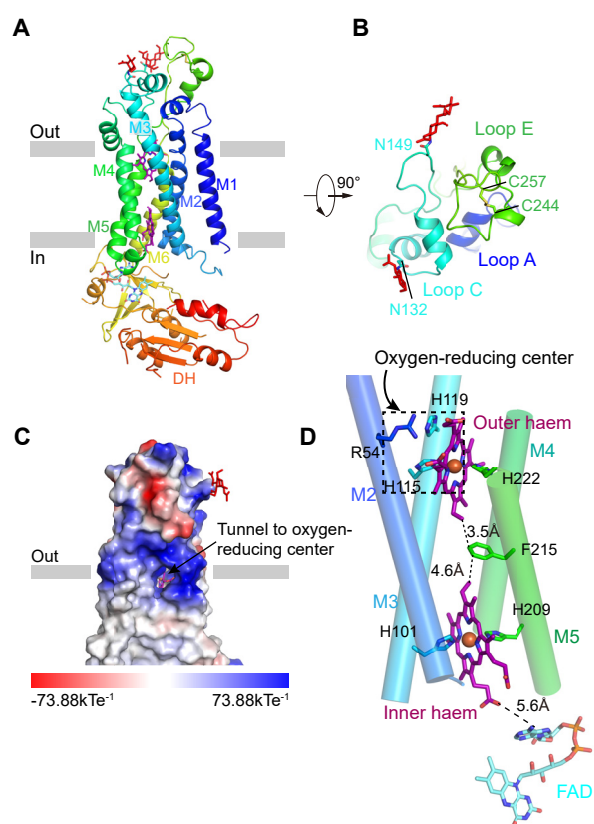 A
Out
M3
M4
M1
M2
M5
M6
In
DH
B
90°
N149
Loop E
C257
C244
Loop A
Loop C
N132
C
Tunnel to oxygen-
reducing center
Out
-73.88kTe⁻¹
73.88kTe⁻¹
D
Oxygen-reducing center
H119
Outer haem
R54
M4
H115
H222
M2
3.5Å
F215
4.6Å
M3
H209
H101
M5
Inner haem
5.6Å
FAD